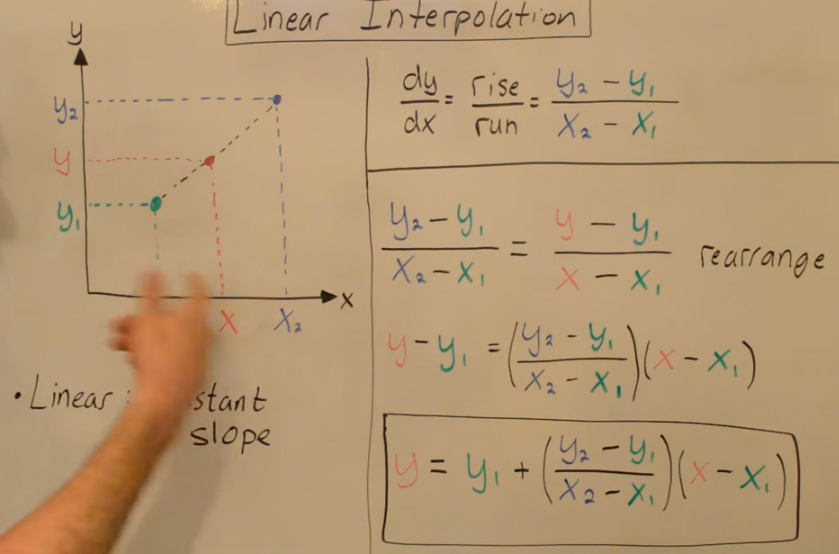 Linear Interpolation
y
y₂
y
y₁
x
x₂
x
• Linear :
slope
dy/dx = rise/run = (y₂ - y₁)/(x₂ - x₁)
(y₂ - y₁)/(x₂ - x₁) = (y - y₁)/(x - x₁) rearrange
y - y₁ = ((y₂ - y₁)/(x₂ - x₁))(x - x₁)
y = y₁ + ((y₂ - y₁)/(x₂ - x₁))(x - x₁)